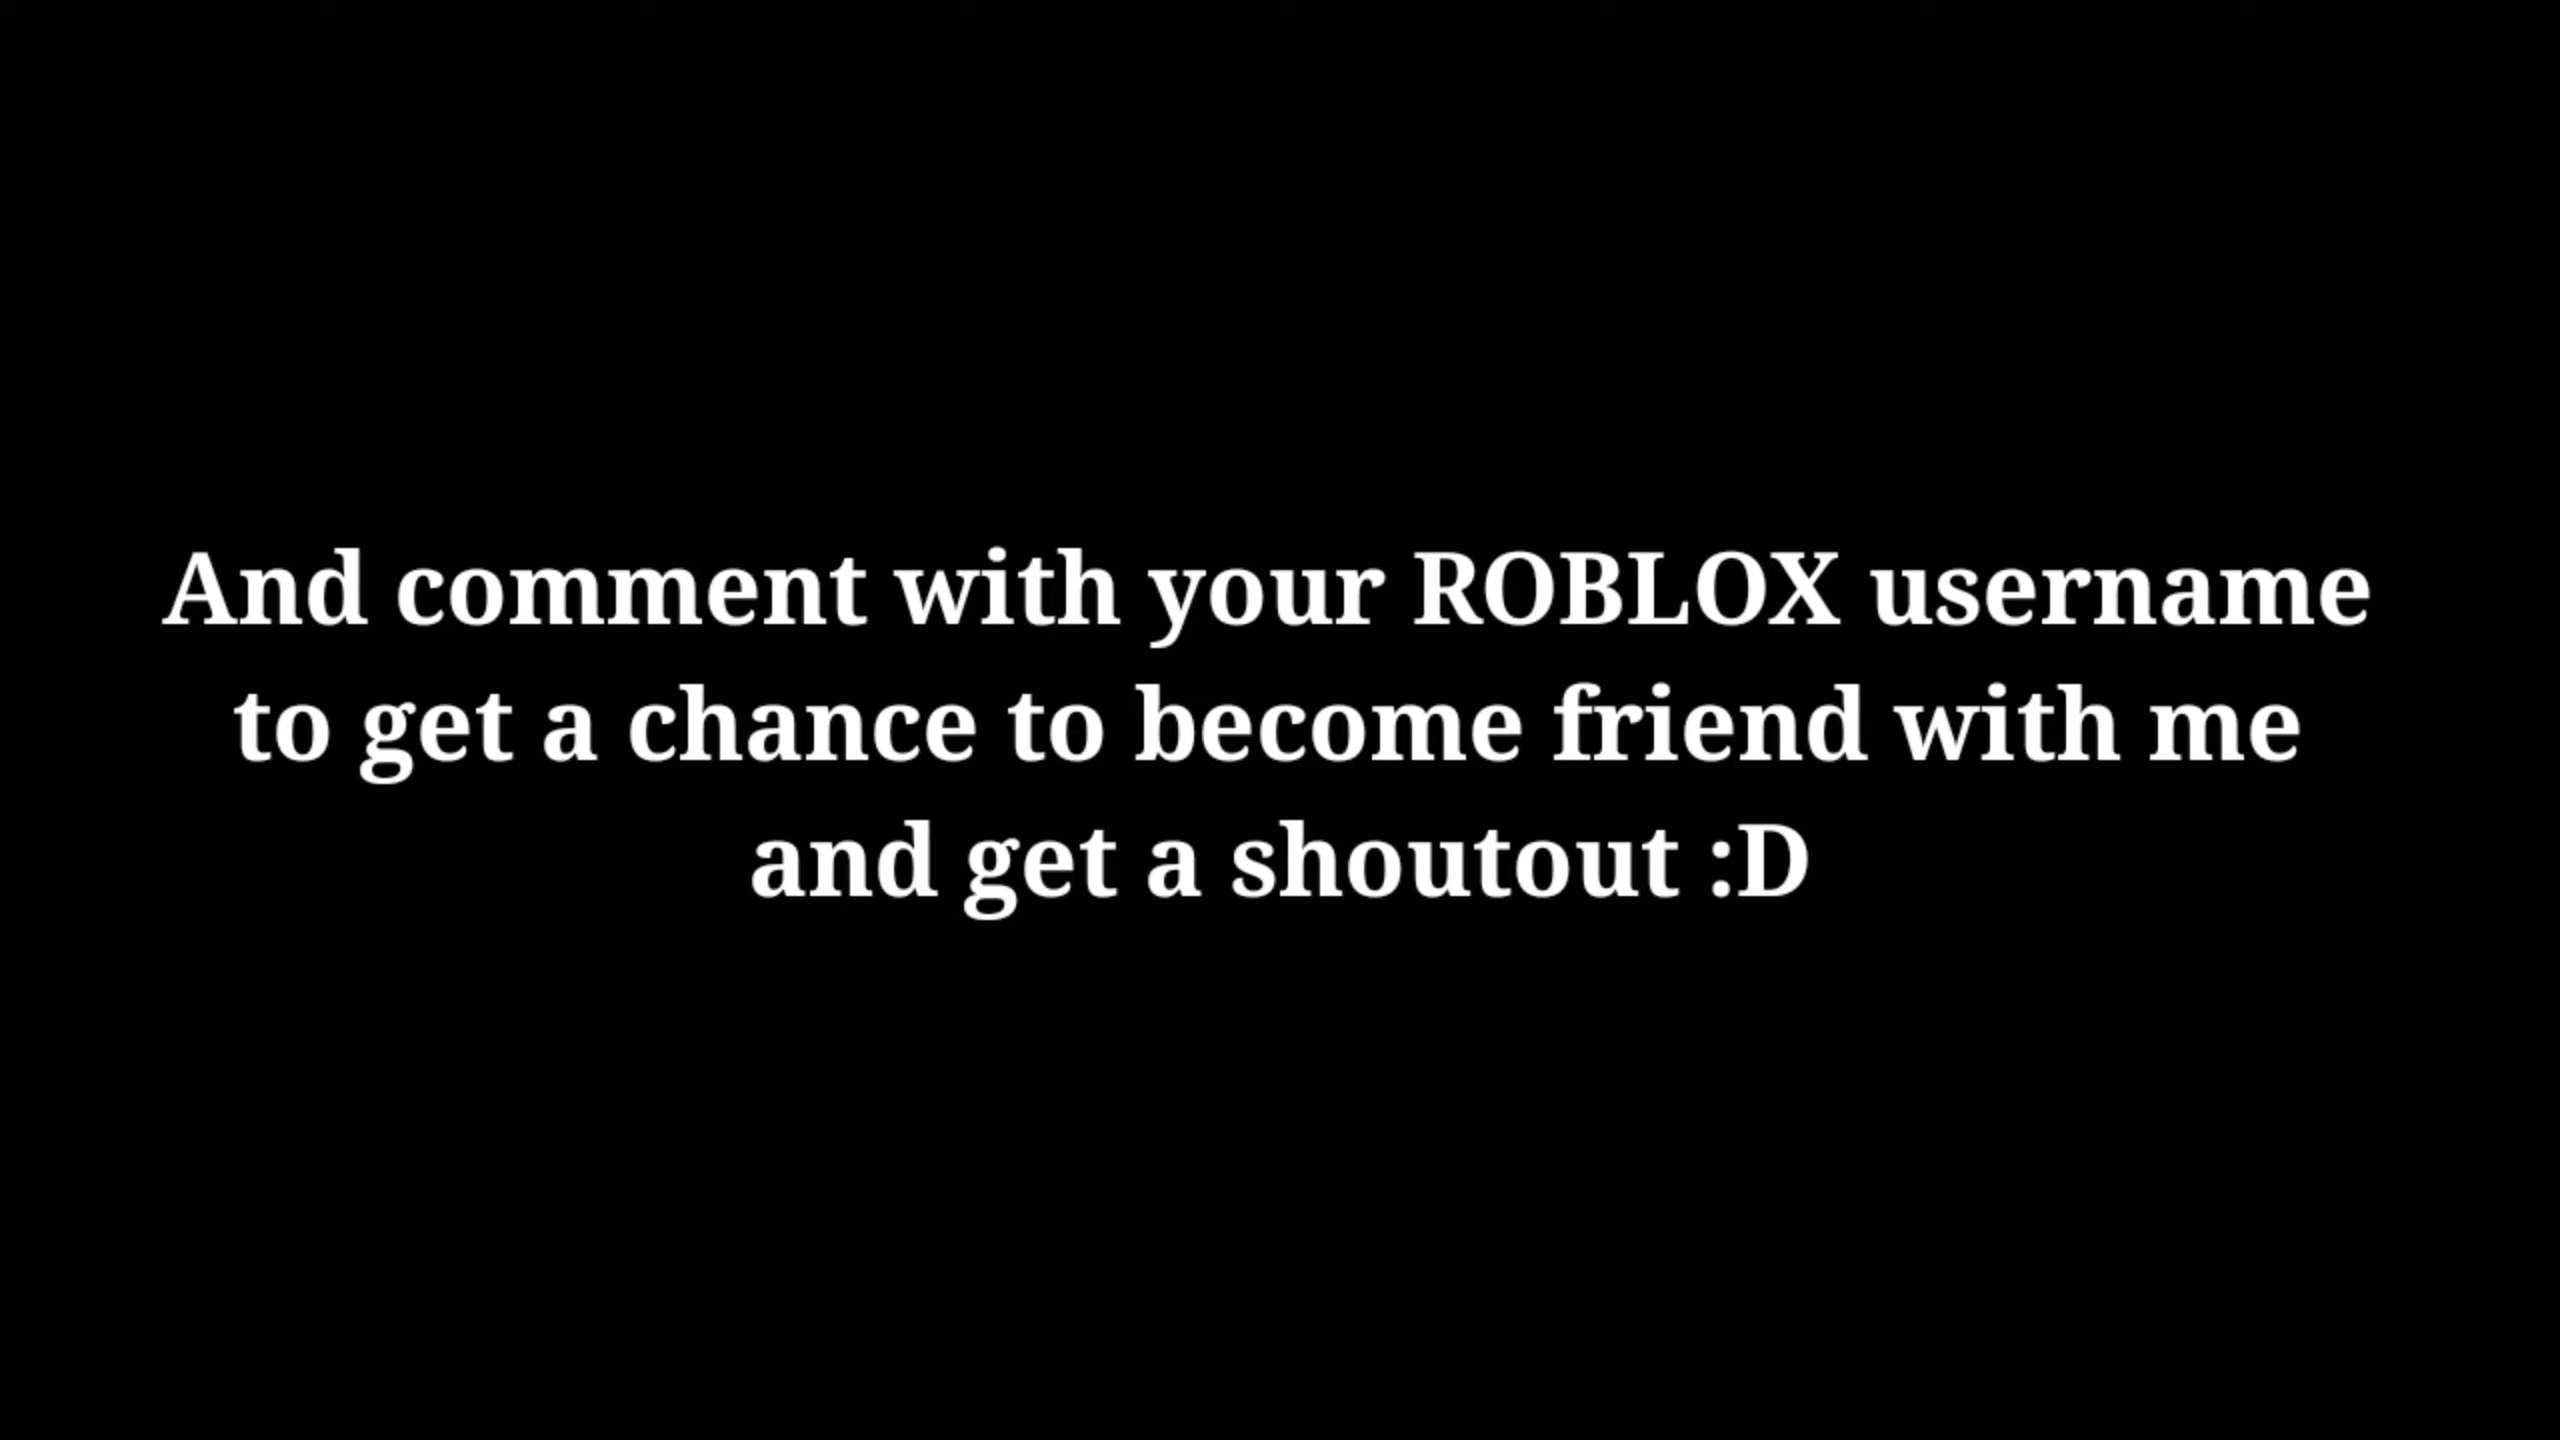 And comment with your ROBLOX username
to get a chance to become friend with me
and get a shoutout :D